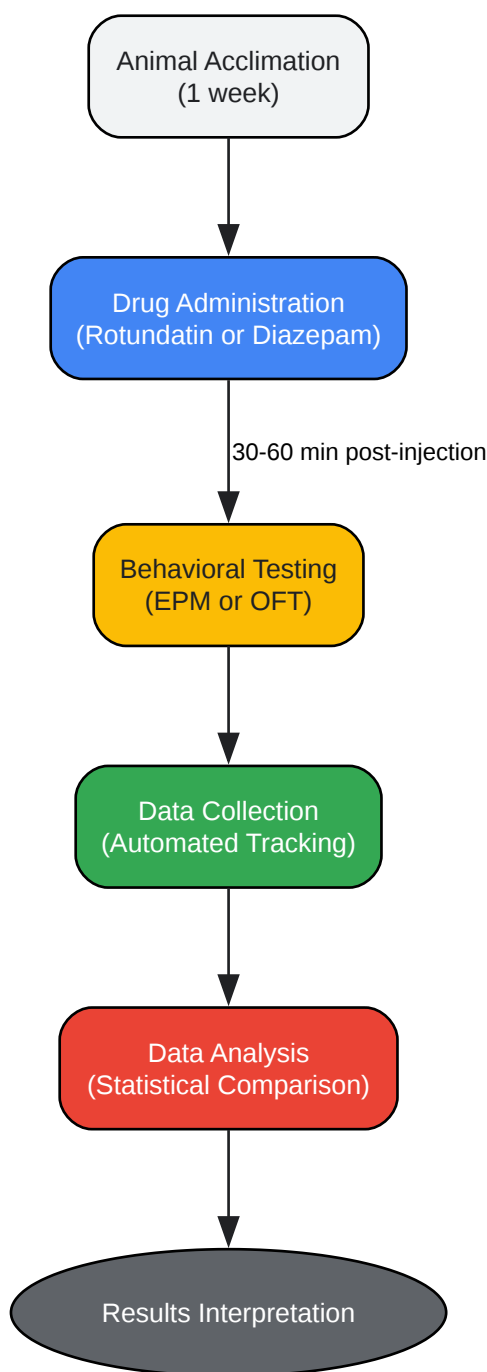 Animal Acclimation
(1 week)
Drug Administration
(Rotundatin or Diazepam)
30-60 min post-injection
Behavioral Testing
(EPM or OFT)
Data Collection
(Automated Tracking)
Data Analysis
(Statistical Comparison)
Results Interpretation